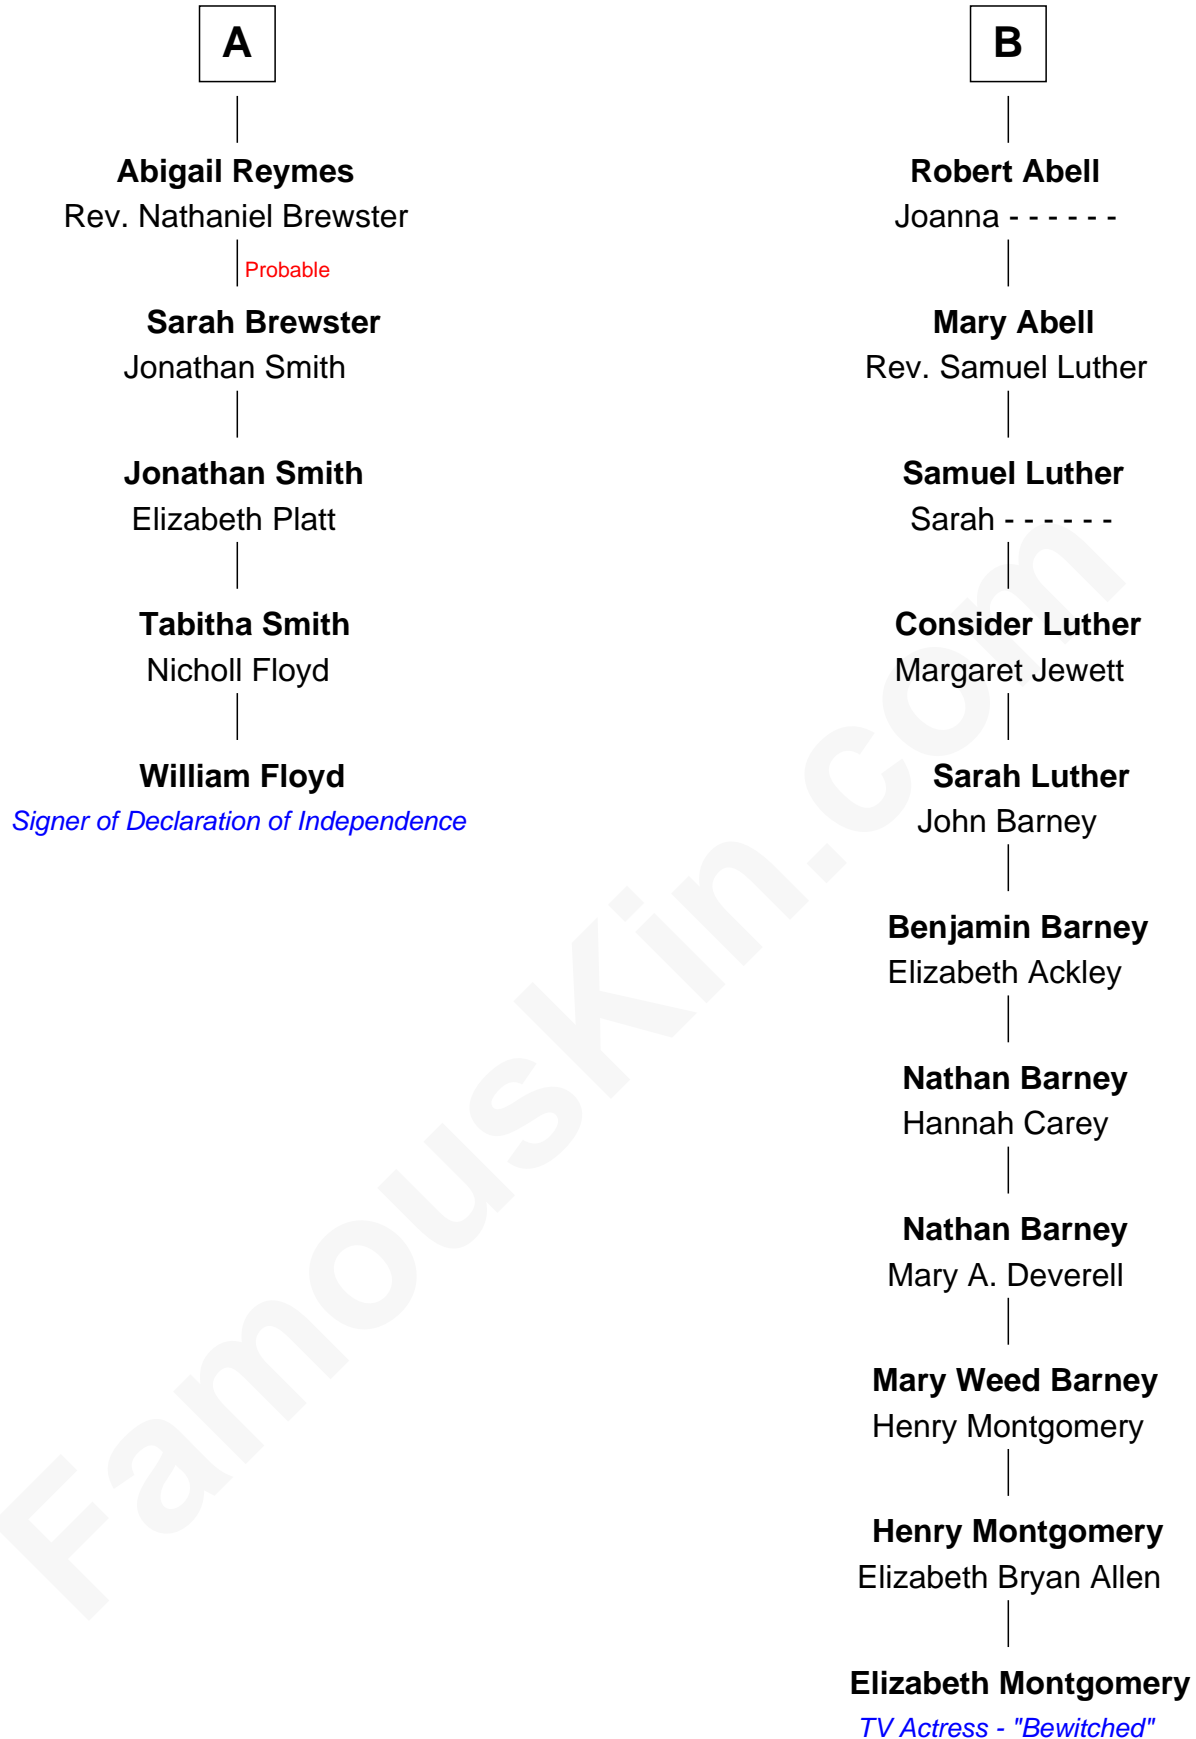 A
Abigail Reymes
Rev. Nathaniel Brewster
Probable
Sarah Brewster
Jonathan Smith
Jonathan Smith
Elizabeth Platt
Tabitha Smith
Nicholl Floyd
William Floyd
Signer of Declaration of Independence
B
Robert Abell
Joanna - - - - - -
Mary Abell
Rev. Samuel Luther
Samuel Luther
Sarah - - - - - -
Consider Luther
Margaret Jewett
Sarah Luther
John Barney
Benjamin Barney
Elizabeth Ackley
Nathan Barney
Hannah Carey
Nathan Barney
Mary A. Deverell
Mary Weed Barney
Henry Montgomery
Henry Montgomery
Elizabeth Bryan Allen
Elizabeth Montgomery
TV Actress - "Bewitched"
FamousKin.com